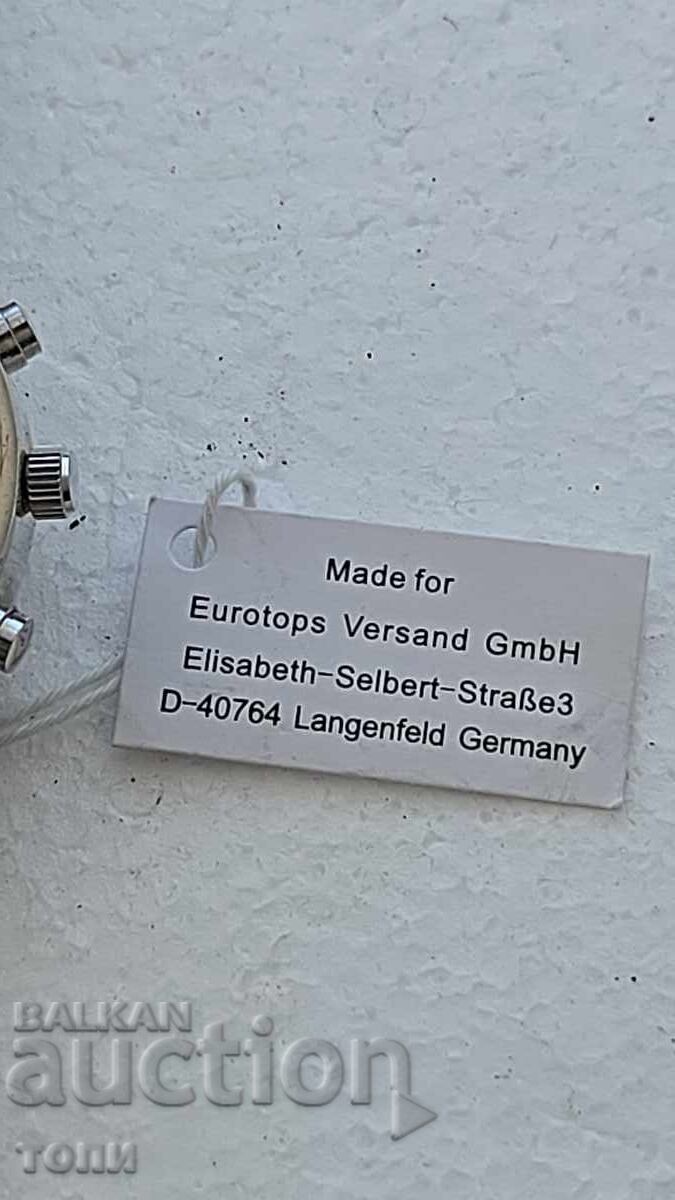 Made for
Eurotops Versand GmbH
Elisabeth-Selbert-Straße3
D-40764 Langenfeld Germany
BALKAN
auction
топи